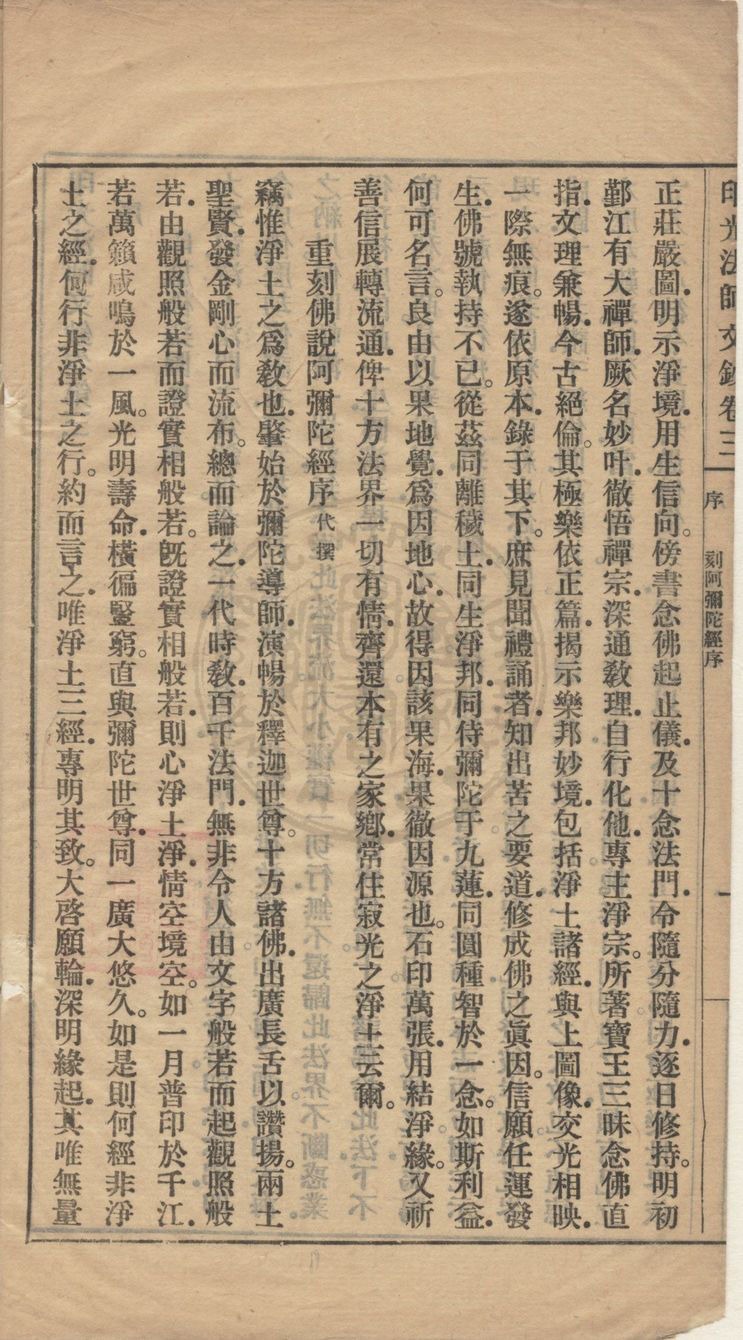 印光法師文鈔卷三 序 刻阿彌陀經序
正莊嚴圖。明示淨境。用生信向。傍書念佛起止儀。及十念法門。令隨分隨力。逐日修持。明初
鄞江有大禪師。厥名妙叶。徹悟禪宗。深通教理。自行化他。專主淨宗。所著寶王三昧念佛直
指。文理兼暢。今古絕倫。其極樂依正篇。揭示樂邦妙境。包括淨土諸經。與上圖像。交光相映。
一際無痕。遂依原本。錄于其下。庶見聞禮誦者。知出苦之要道。修成佛之眞因。信願任運發
生。佛號執持不已。從茲同離穢土。同生淨邦。同侍彌陀于九蓮。同圓種智於一念。如斯利益。
何可名言。良由以果地覺。爲因地心。故得因該果海。果徹因源也。石印萬張。用結淨緣。又祈
善信展轉流通。俾十方法界一切有情。齊還本有之家鄉。常住寂光之淨土云爾。
重刻佛說阿彌陀經序 代撰
竊惟淨土之爲敎也。肇始於彌陀導師。演暢於釋迦世尊。十方諸佛。出廣長舌以讚揚。兩土
聖賢。發金剛心而流布。總而論之。一代時敎。百千法門。無非令人由文字般若而起觀照般
若。由觀照般若而證實相般若。旣證實相般若。則心淨土淨。情空境空。如一月普印於千江。
若萬籟咸鳴於一風。光明壽命。橫徧豎窮。直與彌陀世尊。同一廣大悠久。如是則何經非淨
土之經。何行非淨土之行。約而言之。唯淨土三經。專明其致。大啓願輪。深明緣起。其唯無量